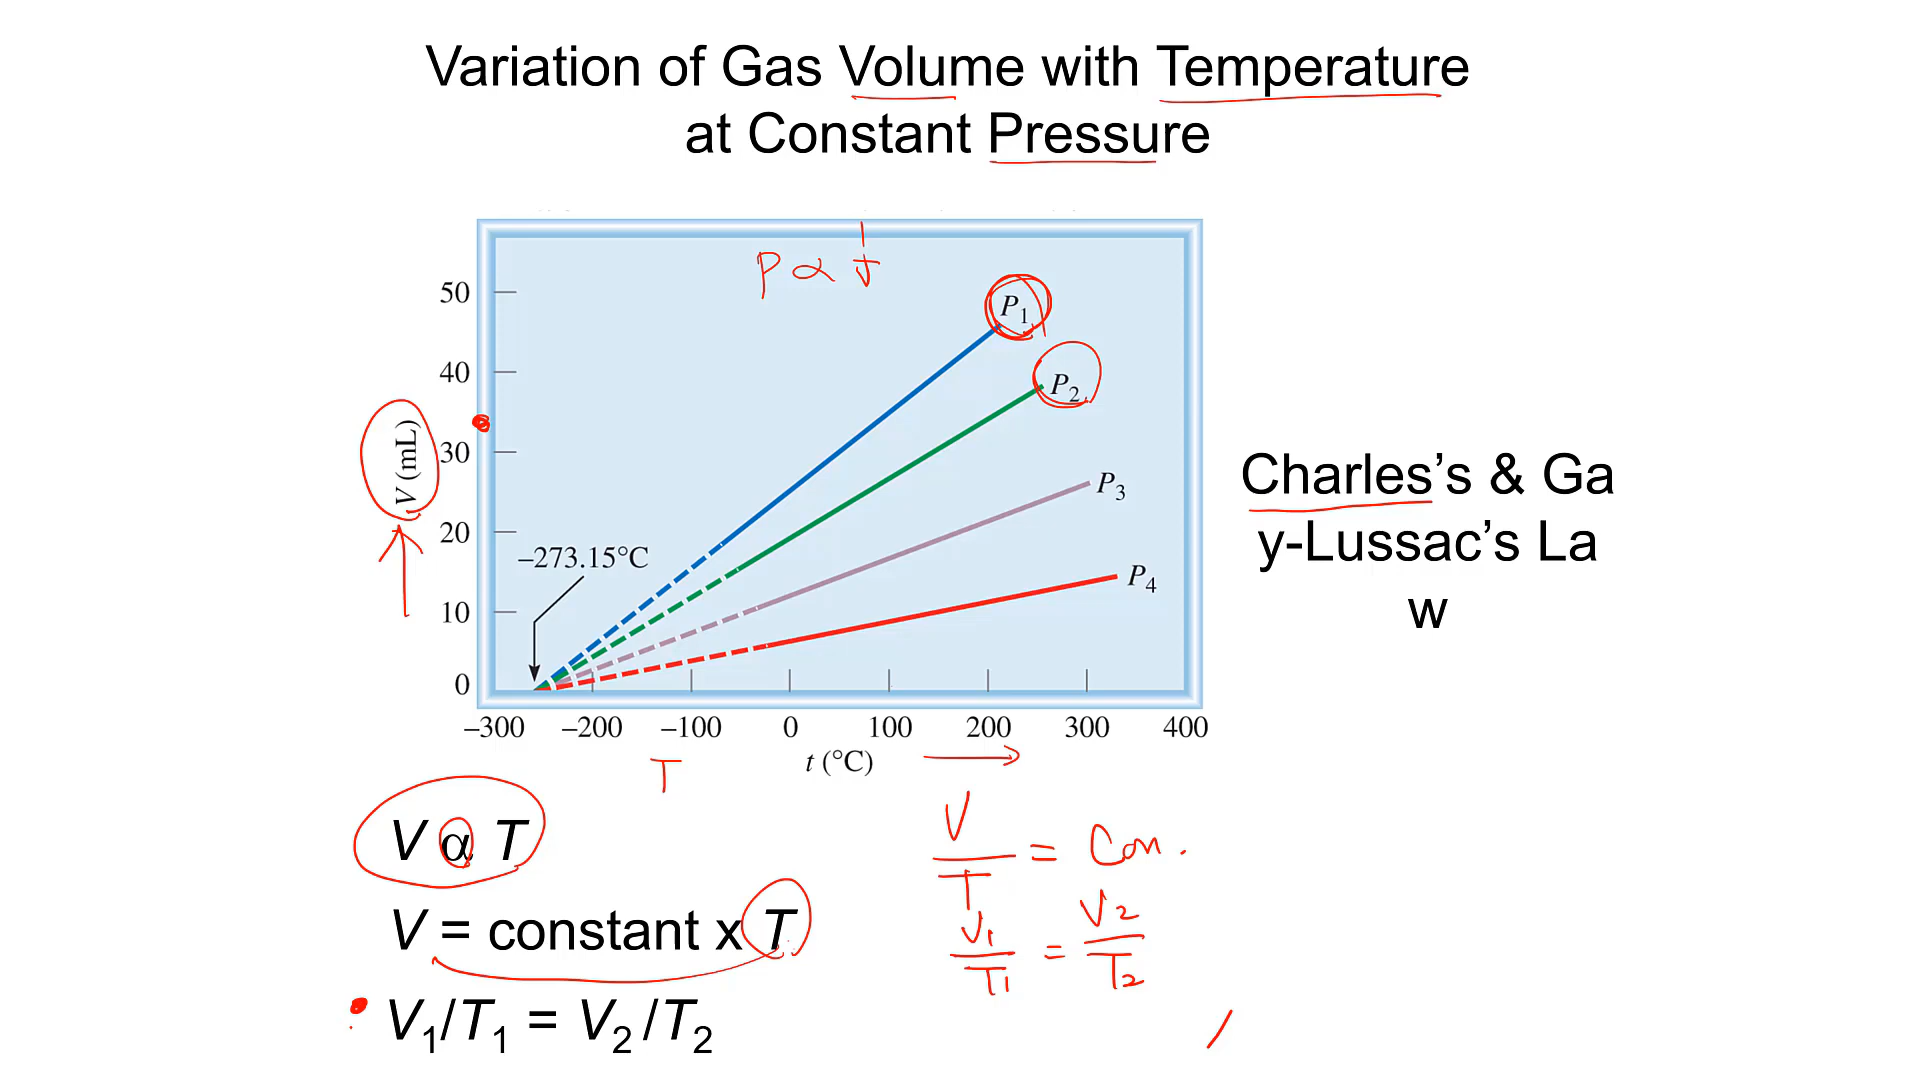 Variation of Gas Volume with Temperature
at Constant Pressure
P ∝ 1
50
P1
40
P2
V (mL)
30
P3
20
–273.15°C
P4
10
0
–300 –200 –100 0 100 200 300 400
t (°C)
T
Charles’s & Ga
y-Lussac’s La
w
V α T
V = constant x T
V1/T1 = V2 /T2
V
T
= Con.
V1
T1
=
V2
T2